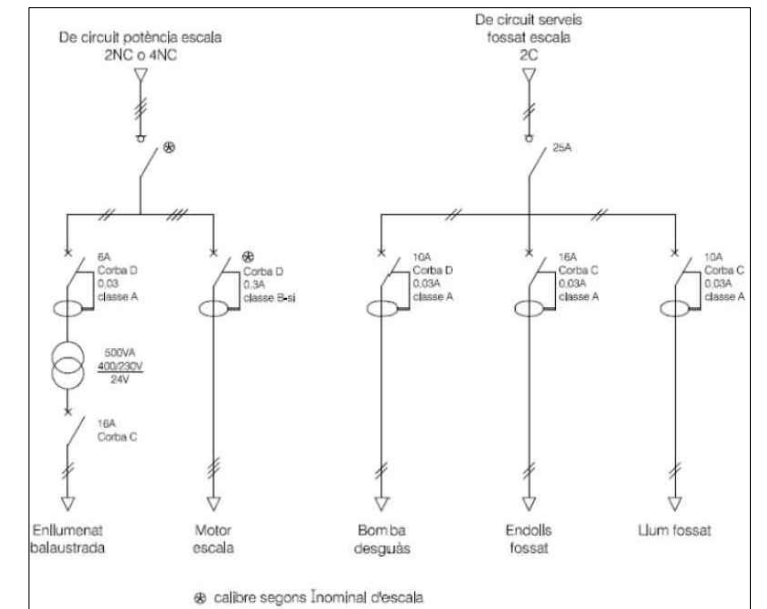 De circuit potència escala
2NC o 4NC
De circuit serveis
fossat escala
2C
25A
6A
Corba D
0,03
classe A
Corba D
0.3A
classe B-si
10A
Corba D
0,03A
classe A
16A
Corba C
0,03A
classe A
10A
Corba C
0,03A
classe A
500VA
400/230V
24V
16A
Corba C
Enllumenat
balaustrada
Motor
escala
Bomba
desguàs
Endolls
fossat
Llum fossat
calibre segons Inominal d'escala